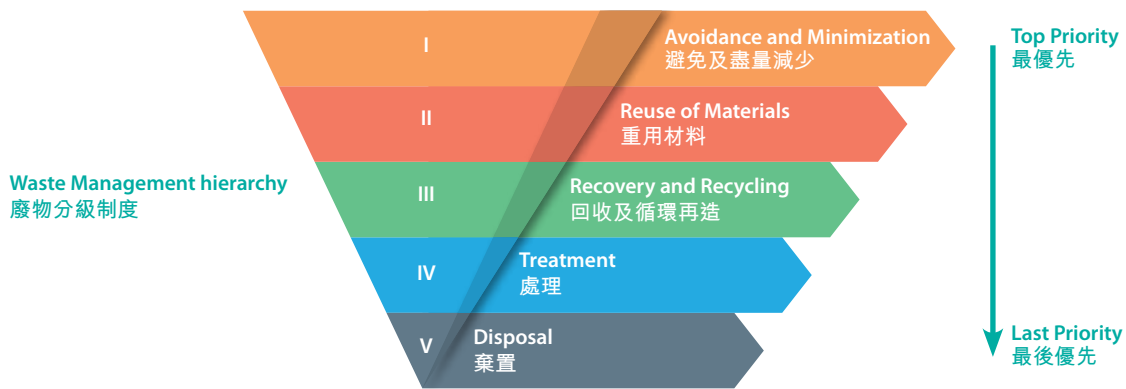 Waste Management hierarchy
廢物分級制度
I
Avoidance and Minimization
避免及盡量減少
II
Reuse of Materials
重用材料
III
Recovery and Recycling
回收及循環再造
IV
Treatment
處理
V
Disposal
棄置
Top Priority
最優先
Last Priority
最後優先